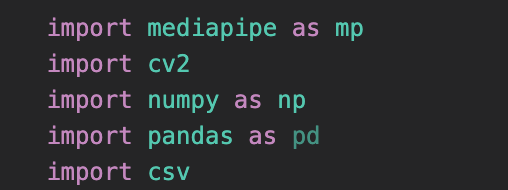 import mediapipe as mp
import cv2
import numpy as np
import pandas as pd
import csv